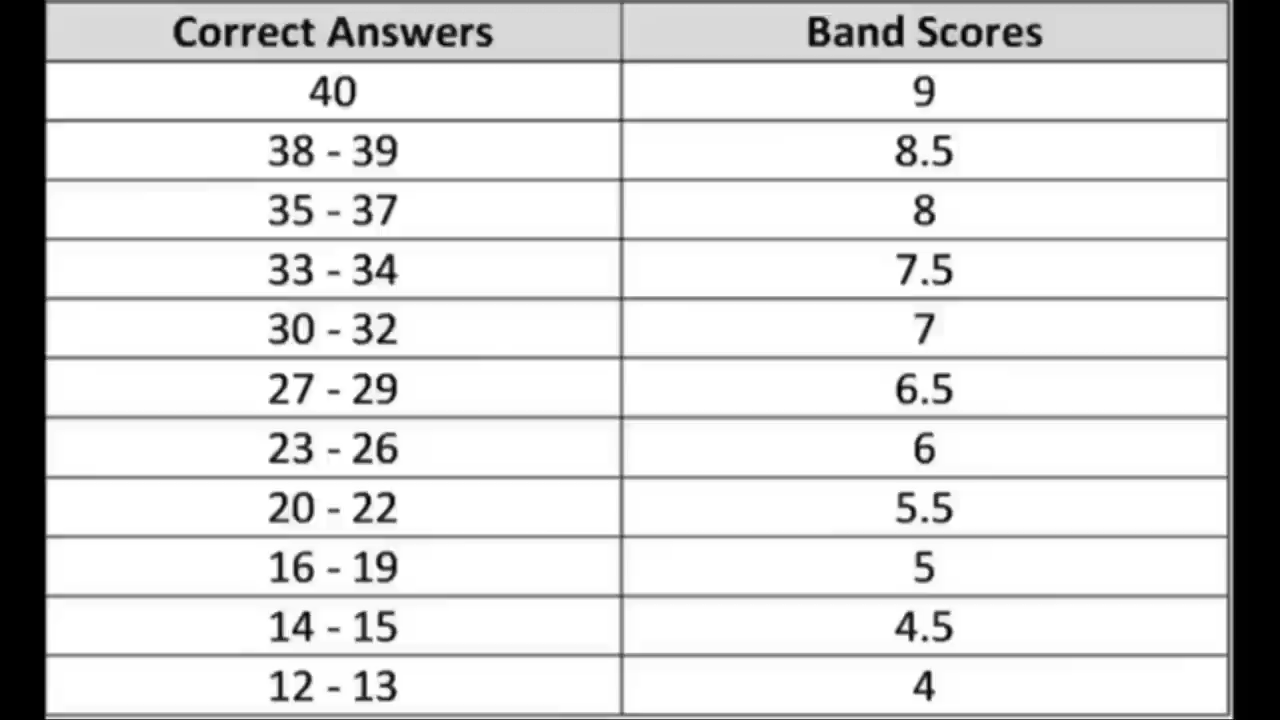 Correct Answers Band Scores
40 9
38 - 39 8.5
35 - 37 8
33 - 34 7.5
30 - 32 7
27 - 29 6.5
23 - 26 6
20 - 22 5.5
16 - 19 5
14 - 15 4.5
12 - 13 4